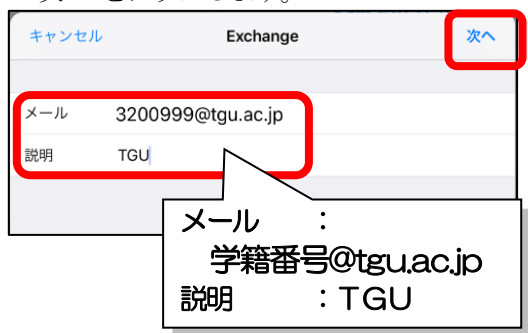 キャンセル Exchange 次へ
メール 3200999@tgu.ac.jp
説明 TGU
メール ：
学籍番号@tgu.ac.jp
説明 ：ＴＧＵ